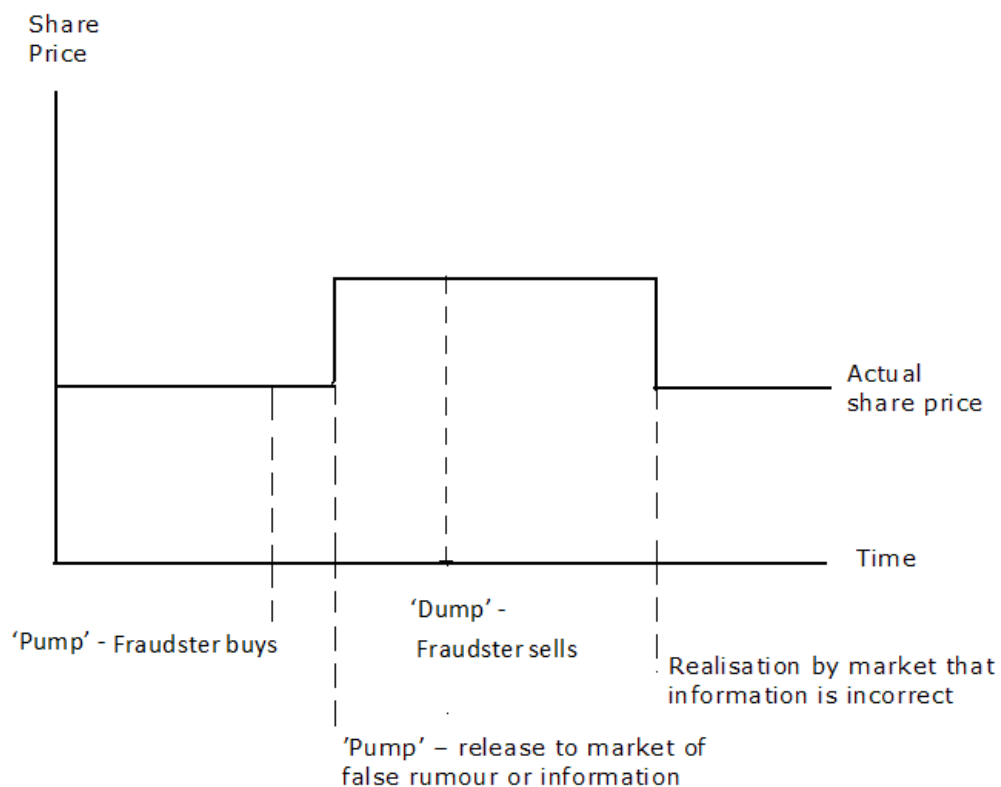 Share
Price
Actual
share price
Time
‘Pump’ - Fraudster buys
‘Dump’ -
Fraudster sells
Realisation by market that
information is incorrect
’Pump’ – release to market of
false rumour or information